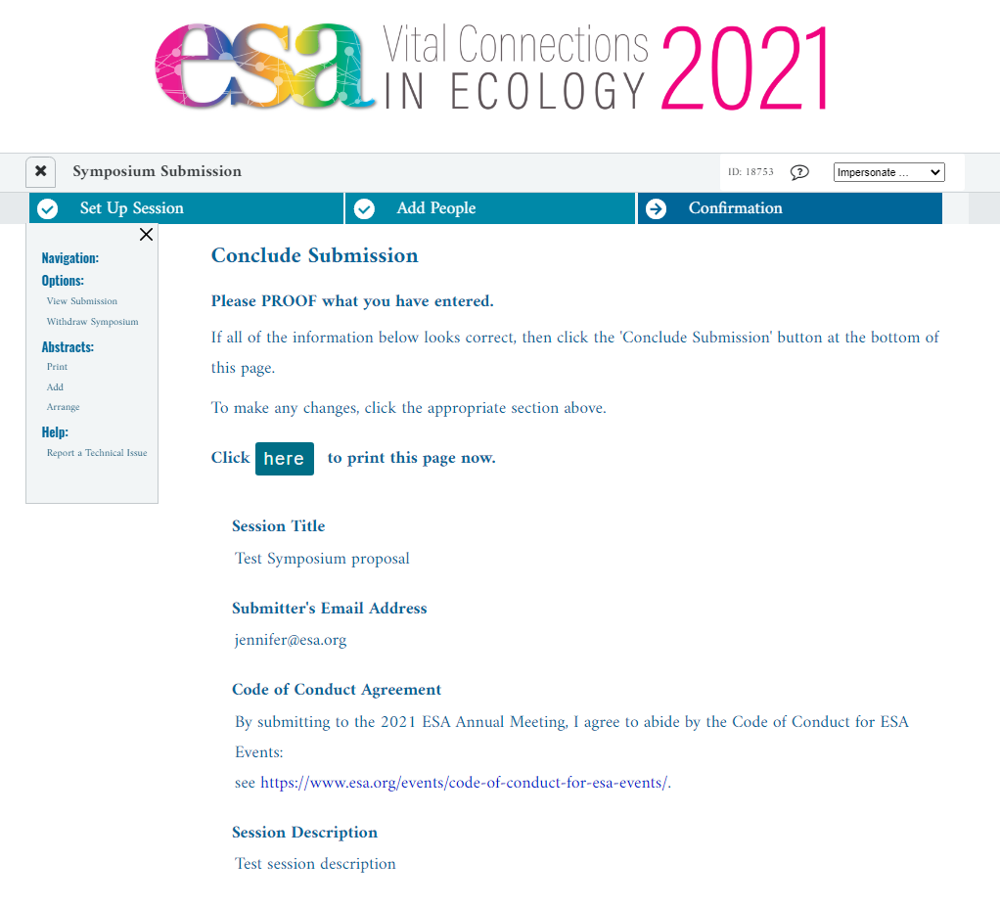 esa Vital Connections IN ECOLOGY 2021
Symposium Submission
ID: 18753
Impersonate ...
Set Up Session
Add People
Confirmation
Navigation:
Options:
View Submission
Withdraw Symposium
Abstracts:
Print
Add
Arrange
Help:
Report a Technical Issue
Conclude Submission
Please PROOF what you have entered.
If all of the information below looks correct, then click the 'Conclude Submission' button at the bottom of
this page.
To make any changes, click the appropriate section above.
Click here to print this page now.
Session Title
Test Symposium proposal
Submitter's Email Address
jennifer@esa.org
Code of Conduct Agreement
By submitting to the 2021 ESA Annual Meeting, I agree to abide by the Code of Conduct for ESA
Events:
see https://www.esa.org/events/code-of-conduct-for-esa-events/.
Session Description
Test session description